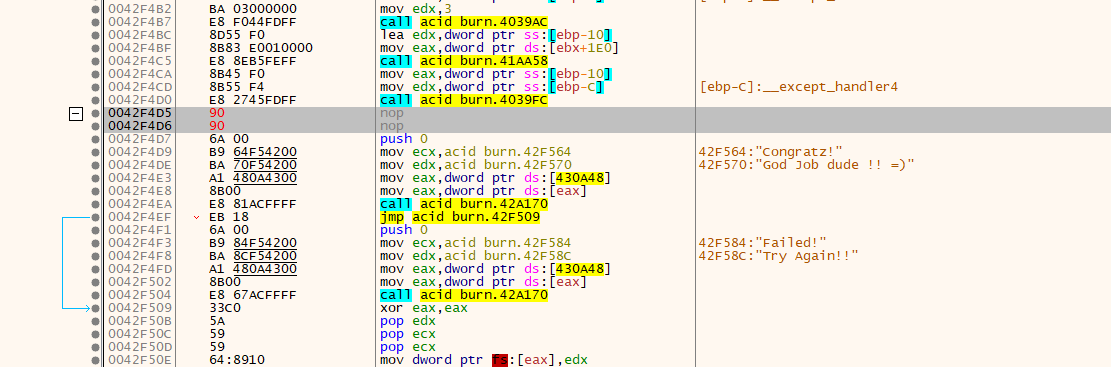 0042F4B2 BA 03000000 mov edx,3
0042F4B7 E8 F044FDFF call acid burn.4039AC
0042F4BC 8D55 F0 lea edx,dword ptr ss:[ebp-10]
0042F4BF 8B83 E0010000 mov eax,dword ptr ds:[ebx+1E0]
0042F4C5 E8 8EB5FEFF call acid burn.41AA58
0042F4CA 8B45 F0 mov eax,dword ptr ss:[ebp-10]
0042F4CD 8B55 F4 mov edx,dword ptr ss:[ebp-C] [ebp-C]:__except_handler4
0042F4D0 E8 2745FDFF call acid burn.4039FC
0042F4D5 90 nop
0042F4D6 90 nop
0042F4D7 6A 00 push 0
0042F4D9 B9 64F54200 mov ecx,acid burn.42F564 42F564:"Congratz!"
0042F4DE BA 70F54200 mov edx,acid burn.42F570 42F570:"God Job dude !! =)"
0042F4E3 A1 480A4300 mov eax,dword ptr ds:[430A48]
0042F4E8 8B00 mov eax,dword ptr ds:[eax]
0042F4EA E8 81ACFFFF call acid burn.42A170
0042F4EF EB 18 jmp acid burn.42F509
0042F4F1 6A 00 push 0
0042F4F3 B9 84F54200 mov ecx,acid burn.42F584 42F584:"Failed!"
0042F4F8 BA 8CF54200 mov edx,acid burn.42F58C 42F58C:"Try Again!!"
0042F4FD A1 480A4300 mov eax,dword ptr ds:[430A48]
0042F502 8B00 mov eax,dword ptr ds:[eax]
0042F504 E8 67ACFFFF call acid burn.42A170
0042F509 33C0 xor eax,eax
0042F50B 5A pop edx
0042F50C 59 pop ecx
0042F50D 59 pop ecx
0042F50E 64:8910 mov dword ptr fs:[eax],edx